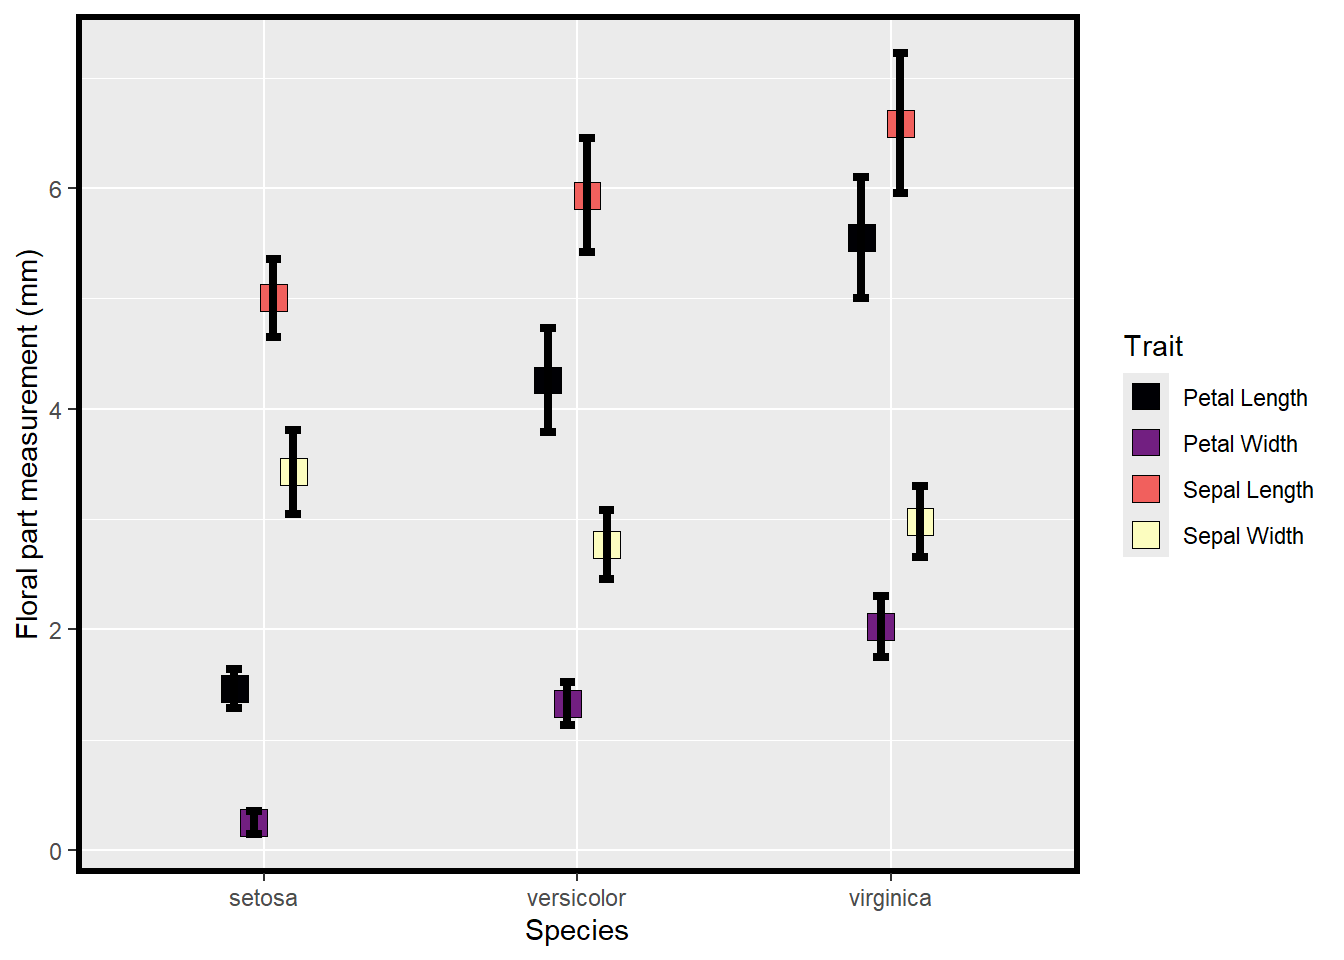 Floral part measurement (mm)
6
4
2
0
setosa
versicolor
virginica
Species
Trait
Petal Length
Petal Width
Sepal Length
Sepal Width